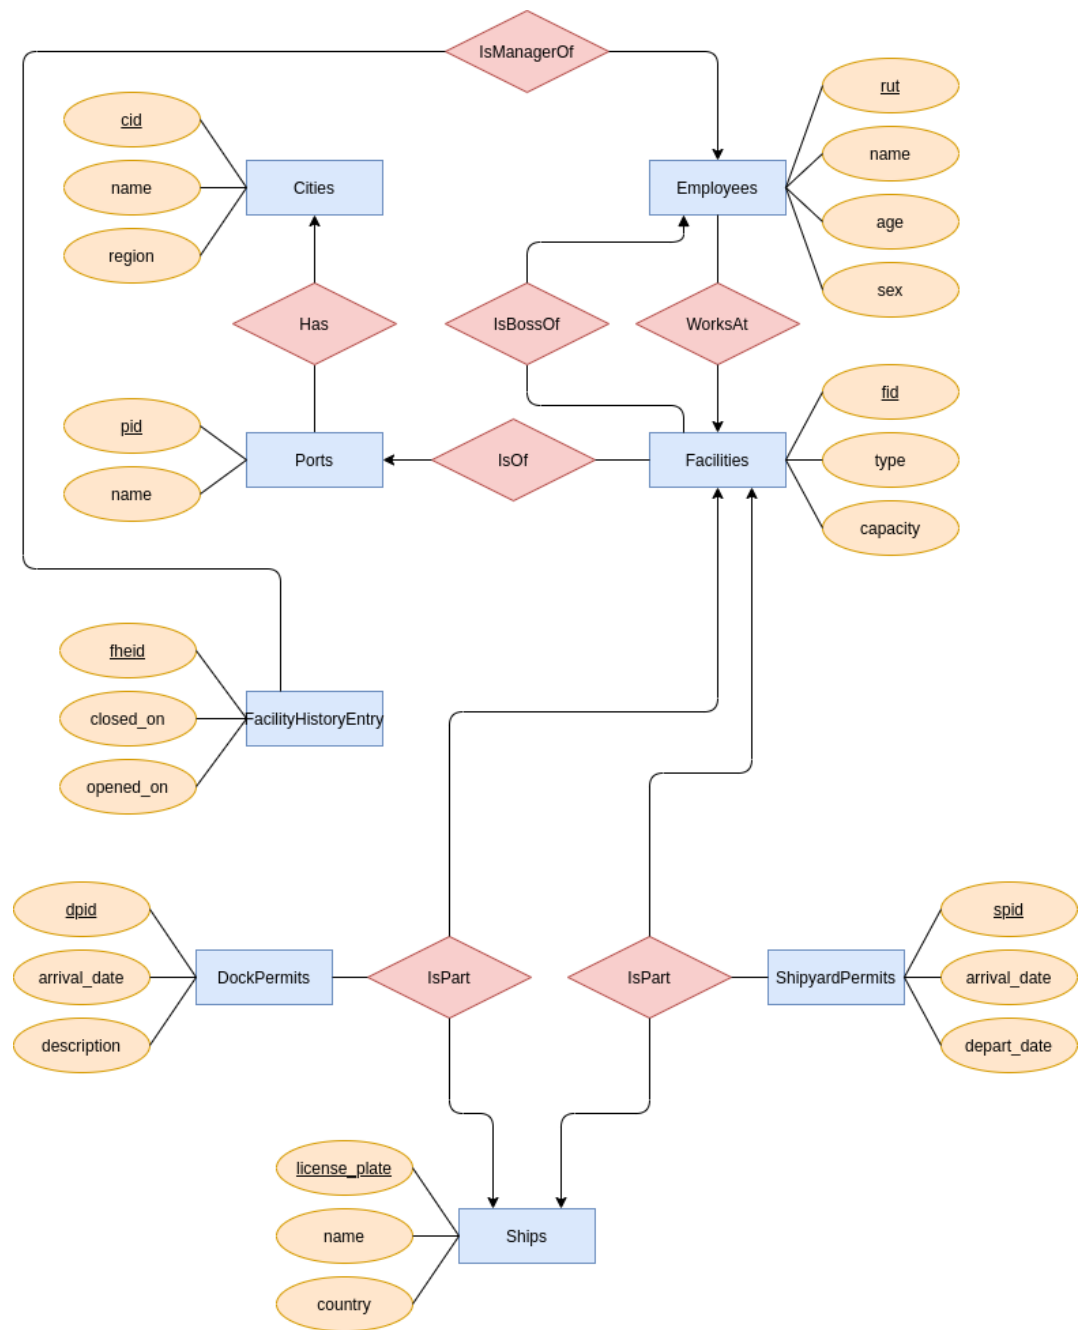 IsManagerOf
rut
cid
name
Cities
Employees
name
age
region
sex
Has
IsBossOf
WorksAt
fid
pid
Ports
IsOf
Facilities
type
name
capacity
fheid
closed_on
FacilityHistoryEntry
opened_on
dpid
spid
arrival_date
DockPermits
IsPart
IsPart
ShipyardPermits
arrival_date
description
depart_date
license_plate
name
Ships
country